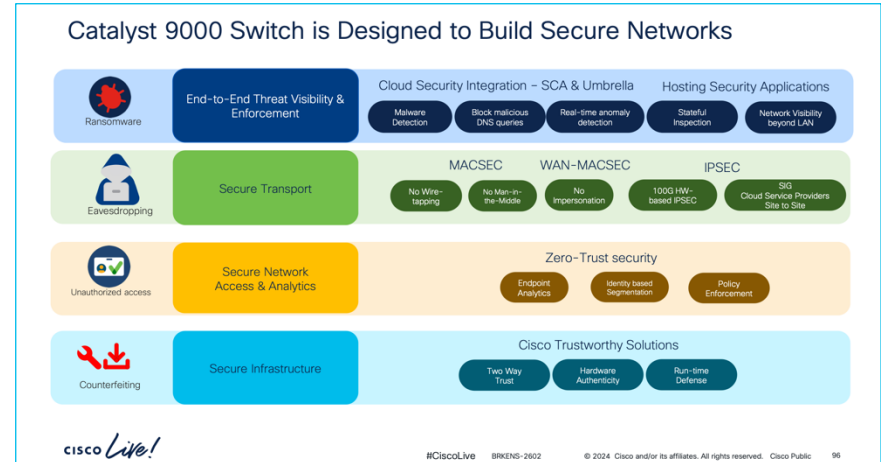 Catalyst 9000 Switch is Designed to Build Secure Networks
Ransomware
End-to-End Threat Visibility &
Enforcement
Cloud Security Integration – SCA & Umbrella
Hosting Security Applications
Malware
Detection
Block malicious
DNS queries
Real-time anomaly
detection
Stateful
Inspection
Network Visibility
beyond LAN
Eavesdropping
Secure Transport
MACSEC
WAN-MACSEC
IPSEC
No Wire-
tapping
No Man-in-
the-Middle
No
Impersonation
100G HW-
based IPSEC
SIG
Cloud Service Providers
Site to Site
Unauthorized access
Secure Network
Access & Analytics
Zero-Trust security
Endpoint
Analytics
Identity based
Segmentation
Policy
Enforcement
Counterfeiting
Secure Infrastructure
Cisco Trustworthy Solutions
Two Way
Trust
Hardware
Authenticity
Run-time
Defense
CISCO Live!
#CiscoLive
BRKENS-2602
© 2024 Cisco and/or its affiliates. All rights reserved. Cisco Public
96